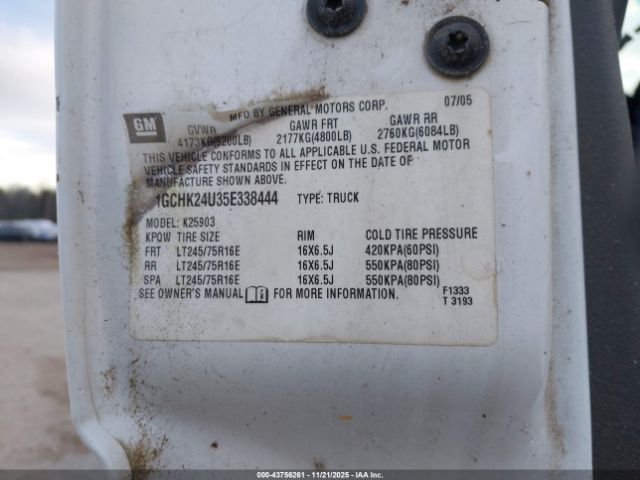 MFD BY GENERAL MOTORS CORP. 07/05
GM GVWR GAWR FRT GAWR RR
4173KG(9200LB) 2177KG(4800LB) 2760KG(6084LB)
THIS VEHICLE CONFORMS TO ALL APPLICABLE U.S. FEDERAL MOTOR
VEHICLE SAFETY STANDARDS IN EFFECT ON THE DATE OF
MANUFACTURE SHOWN ABOVE.
1GCHK24U35E338444 TYPE: TRUCK
MODEL: K25903
KPQW TIRE SIZE RIM COLD TIRE PRESSURE
FRT LT245/75R16E 16X6.5J 420KPA(60PSI)
RR LT245/75R16E 16X6.5J 550KPA(80PSI)
SPA LT245/75R16E 16X6.5J 550KPA(80PSI)
SEE OWNER'S MANUAL FOR MORE INFORMATION. F1333
T 3193
000-43756261 - 11/21/2025 -